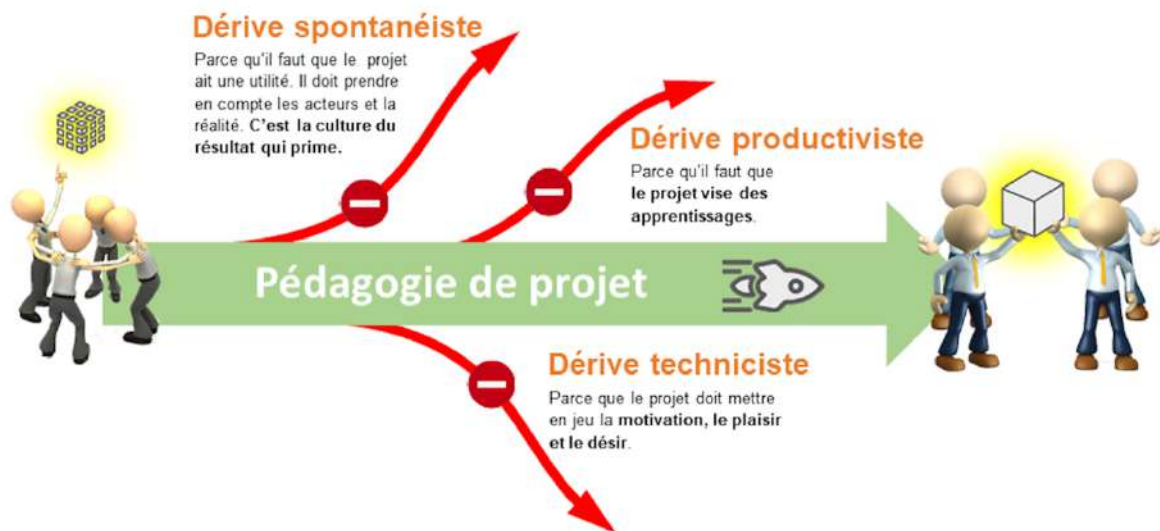 Dérive spontanéiste
Parce qu'il faut que le projet
ait une utilité. Il doit prendre
en compte les acteurs et la
réalité. C'est la culture du
résultat qui prime.
Dérive productiviste
Parce qu'il faut que
le projet vise des
apprentissages.
Pédagogie de projet
Dérive techniciste
Parce que le projet doit mettre
en jeu la motivation, le plaisir
et le désir.